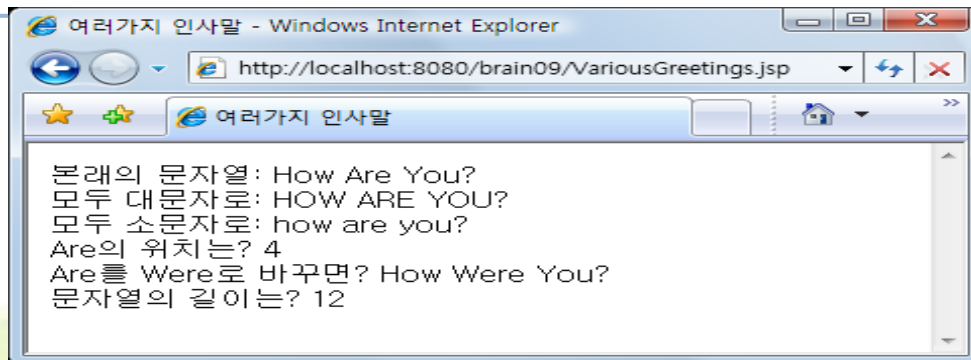 여러가지 인사말 - Windows Internet Explorer
http://localhost:8080/brain09/VariousGreetings.jsp
여러가지 인사말
본래의 문자열: How Are You?
모두 대문자로: HOW ARE YOU?
모두 소문자로: how are you?
Are의 위치는? 4
Are를 Were로 바꾸면? How Were You?
문자열의 길이는? 12